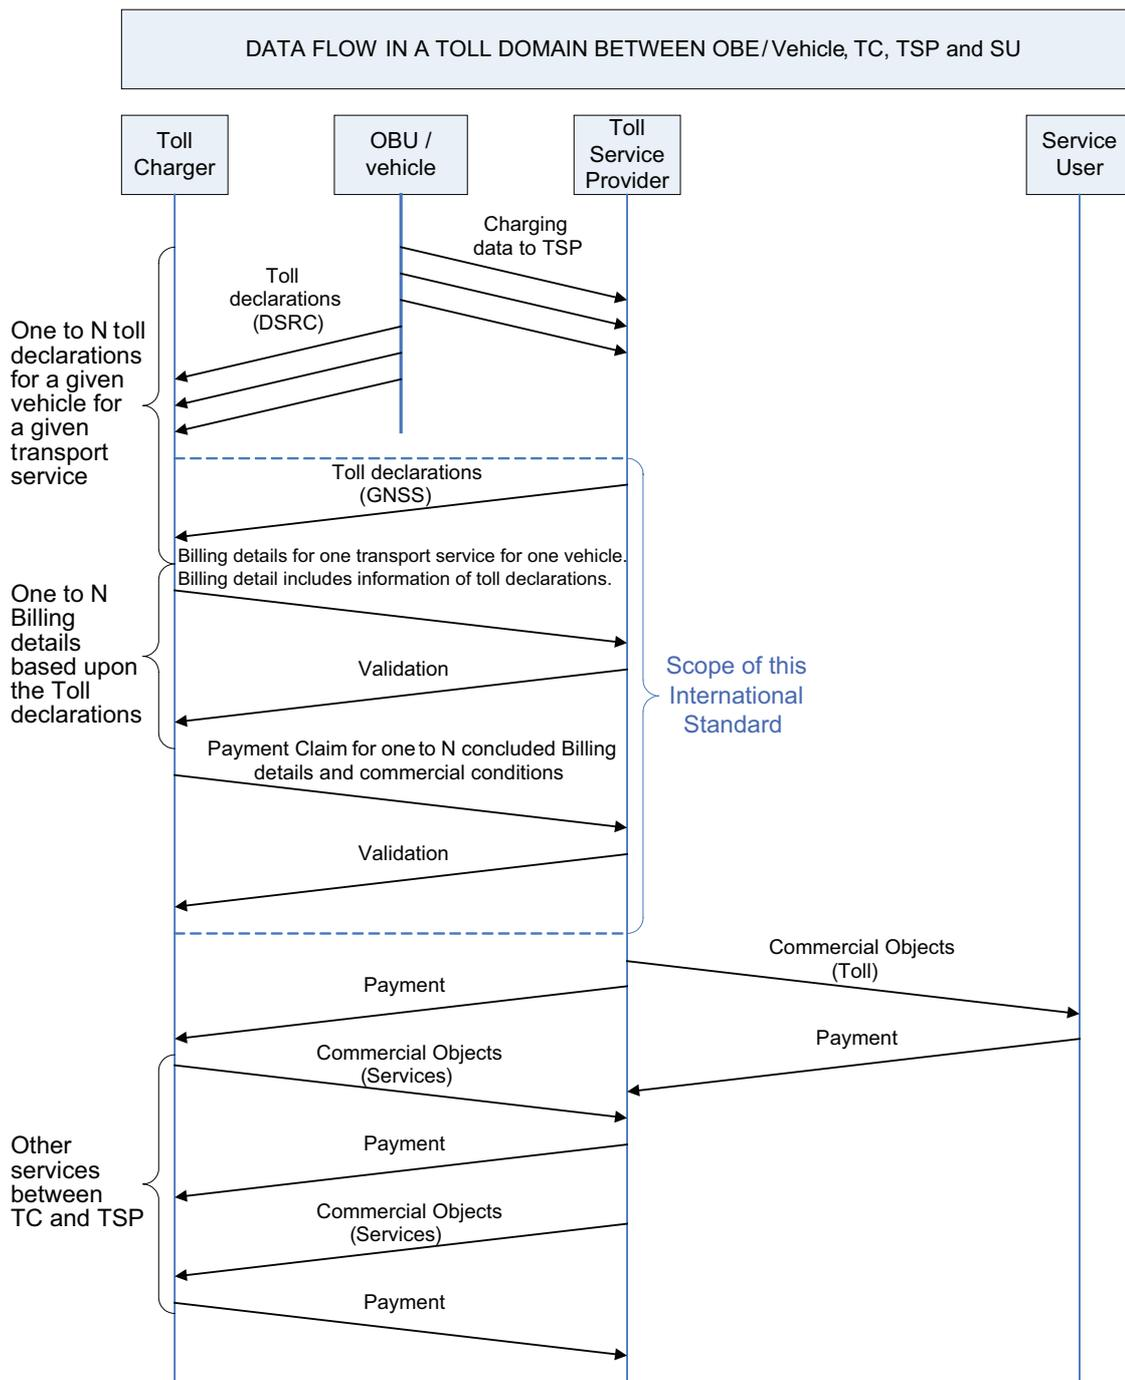 DATA FLOW IN A TOLL DOMAIN BETWEEN OBE/Vehicle, TC, TSP and SU
Toll
Charger
OBU /
vehicle
Toll
Service
Provider
Service
User
Charging
data to TSP
Toll
declarations
(DSRC)
One to N toll
declarations
for a given
vehicle for
a given
transport
service
Toll declarations
(GNSS)
Billing details for one transport service for one vehicle.
Billing detail includes information of toll declarations.
One to N
Billing
details
based upon
the Toll
declarations
Validation
Scope of this
International
Standard
Payment Claim for one to N concluded Billing
details and commercial conditions
Validation
Commercial Objects
(Toll)
Payment
Payment
Commercial Objects
(Services)
Other
services
between
TC and TSP
Payment
Commercial Objects
(Services)
Payment